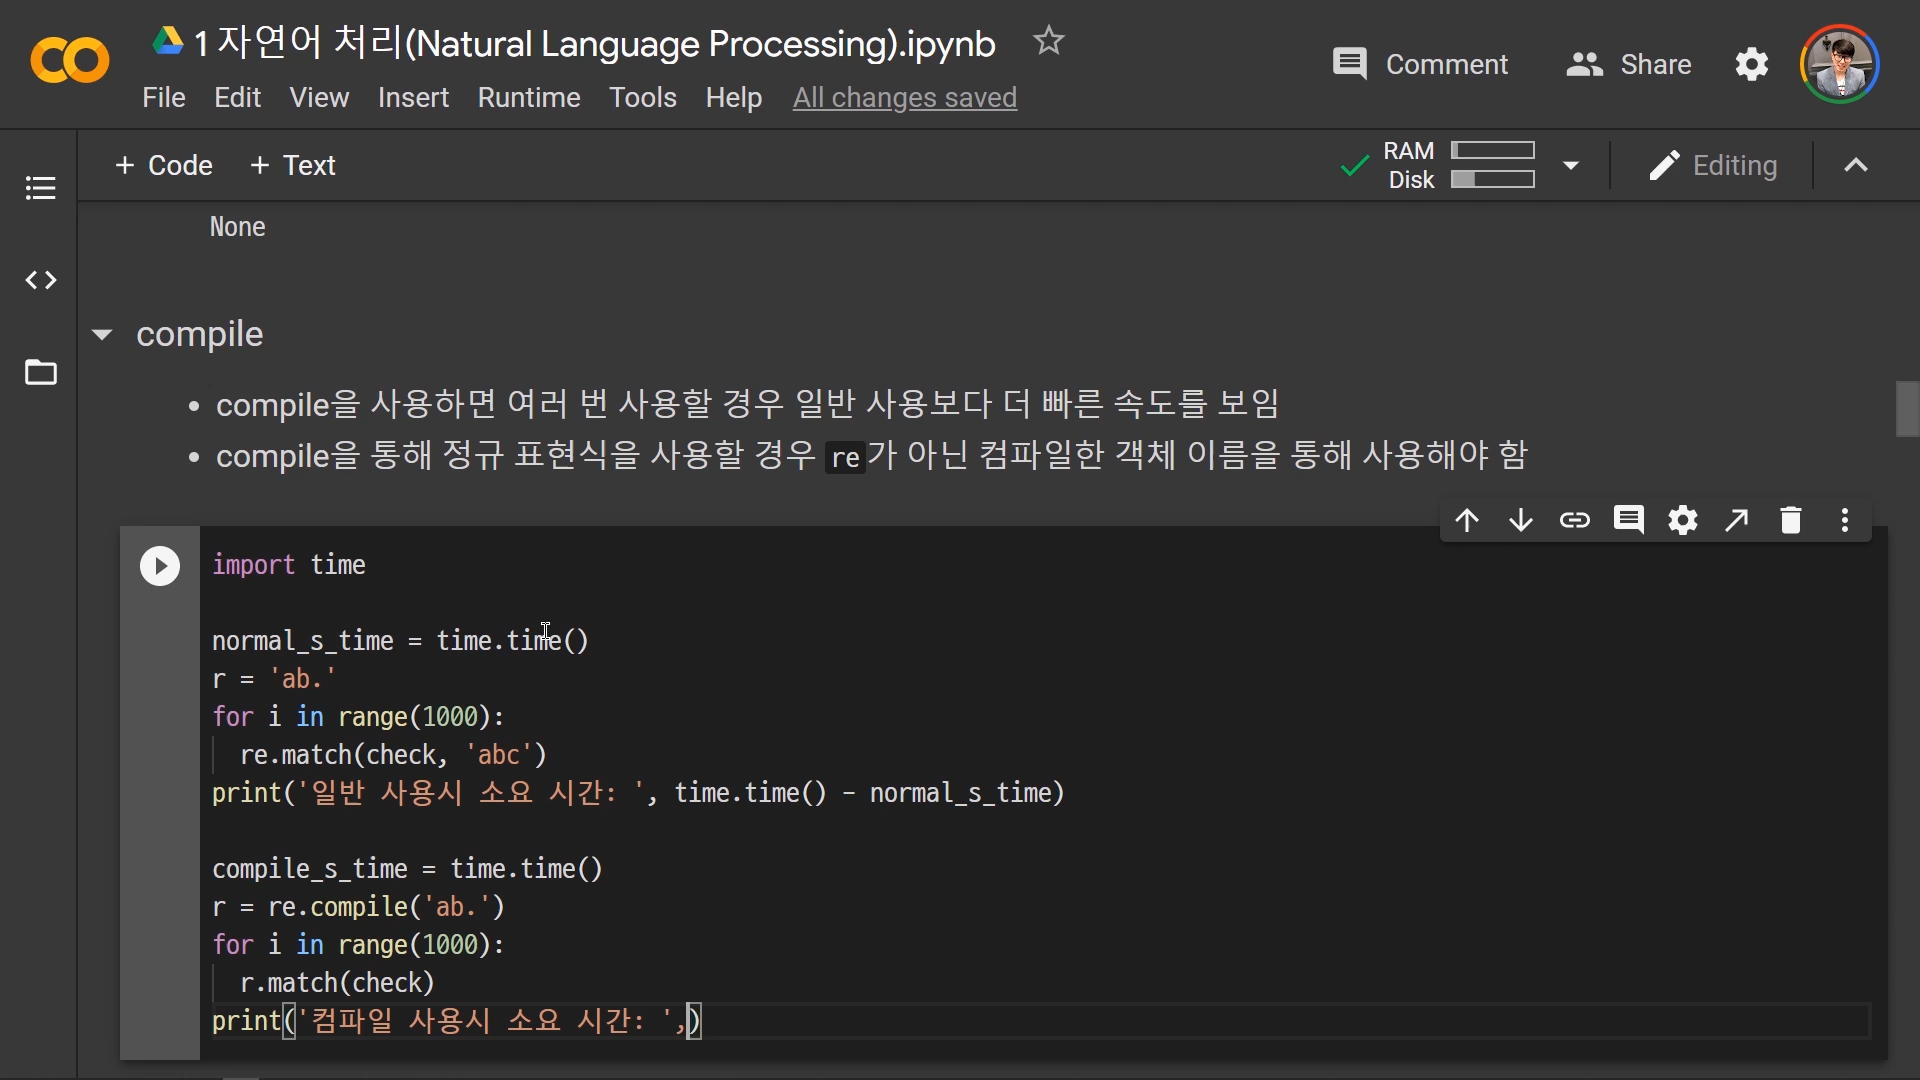 1 자연어 처리(Natural Language Processing).ipynb
Comment
Share
File Edit View Insert Runtime Tools Help All changes saved
+ Code + Text
RAM
Disk
Editing
None
compile
• compile을 사용하면 여러 번 사용할 경우 일반 사용보다 더 빠른 속도를 보임
• compile을 통해 정규 표현식을 사용할 경우 re가 아닌 컴파일한 객체 이름을 통해 사용해야 함
import time
normal_s_time = time.time()
r = 'ab.'
for i in range(1000):
  re.match(check, 'abc')
print('일반 사용시 소요 시간: ', time.time() - normal_s_time)
compile_s_time = time.time()
r = re.compile('ab.')
for i in range(1000):
  r.match(check)
print('컴파일 사용시 소요 시간: ',)